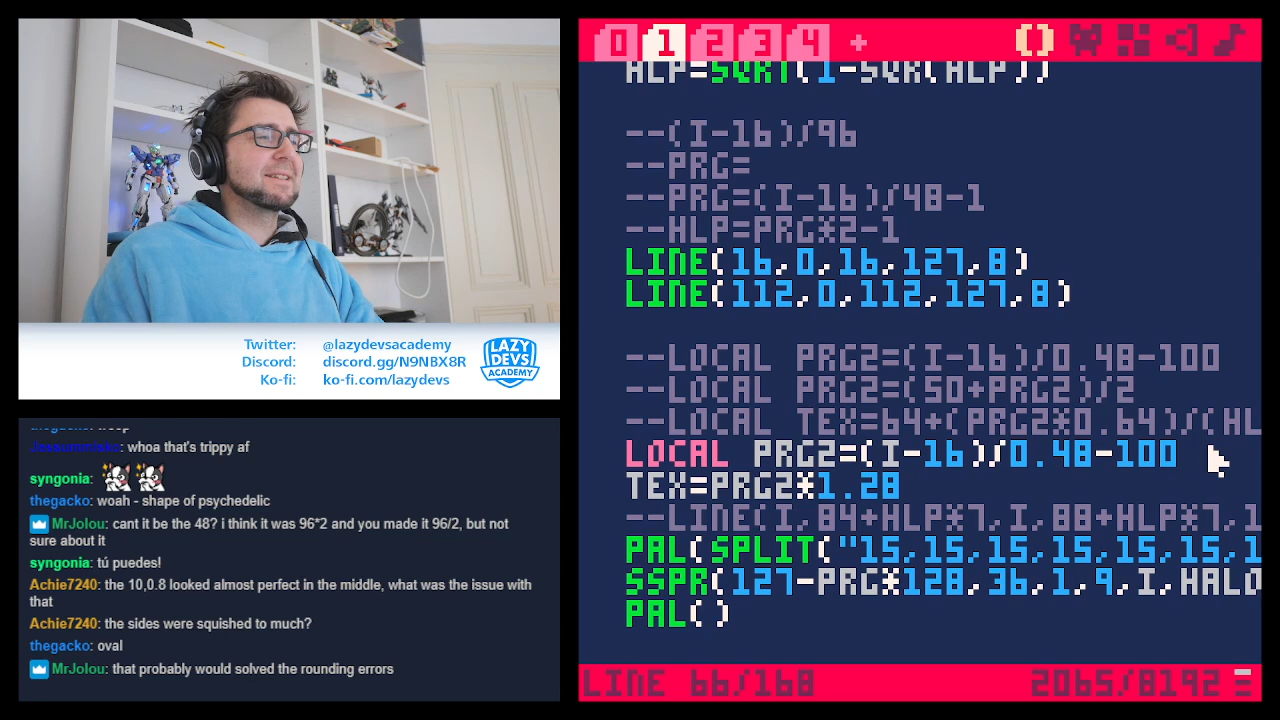 Twitter: @lazydevsacademy
Discord: discord.gg/N9NBX8R
Ko-fi: ko-fi.com/lazydevs
LAZY
DEVS
ACADEMY
: whoa that's trippy af
syngonia:
thegacko: woah - shape of psychedelic
MrJolou: cant it be the 48? i think it was 96*2 and you made it 96/2, but not
sure about it
syngonia: tú puedes!
Achie7240: the 10,0.8 looked almost perfect in the middle, what was the issue with
that
Achie7240: the sides were squished to much?
thegacko: oval
MrJolou: that probably would solved the rounding errors
0 1 2 3 4 + ()
HLP=SQRT(1-SQR(HLP))
--(I-16)/96
--PRG=
--PRG=(I-16)/48-1
--HLP=PRG*2-1
LINE(16,0,16,127,8)
LINE(112,0,112,127,8)
--LOCAL PRG2=(I-16)/0.48-100
--LOCAL PRG2=(50+PRG2)/2
--LOCAL TEX=64+(PRG2*0.64)/(HL
LOCAL PRG2=(I-16)/0.48-100
TEX=PRG2*1.28
--LINE(I,84+HLP*7,I,88+HLP*7,1
PAL(SPLIT("15,15,15,15,15,15,1
SSPR(127-PRG*128,36,1,9,I,HALO
PAL()
LINE 66/168 2065/8192